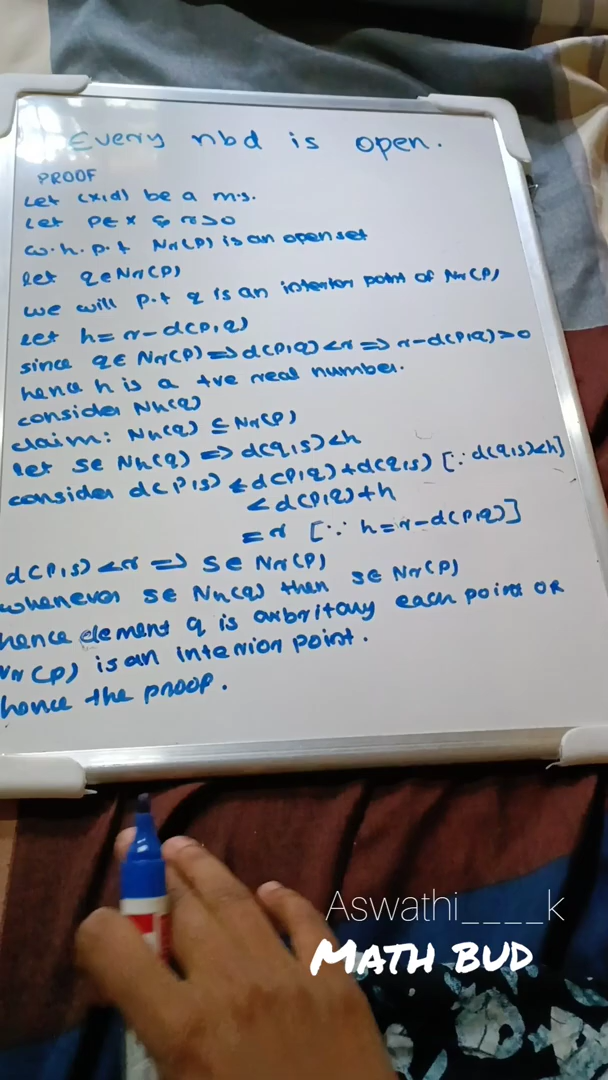 Every nbd is open.
PROOF
Let (X,d) be a m.s.
Let P∈ X & r>0
w.h.p.t Nr(P) is an open set
let q∈Nr(P)
we will p.t q is an interior point of Nr(P)
Let h= r-d(P,q)
since q∈ Nr(P)⟹d(P,q)<r⟹r-d(P,q)>0
hence h is a +ve real number.
consider Nh(q)
claim: Nh(q) ⊆ Nr(P)
let s∈ Nh(q) ⟹ d(q,s)<h
consider d(P,s) ≤d(P,q)+d(q,s) [∵ d(q,s)<h]
<d(P,q)+h
= r [∵ h=r-d(P,q)]
d(P,s)<r ⟹ s∈ Nr(P)
whenever s∈ Nh(q) then s∈ Nr(P)
hence element q is arbritary each point of
Nr(P) is an interior point.
hence the proof.
Aswathi____k
MATH BUD